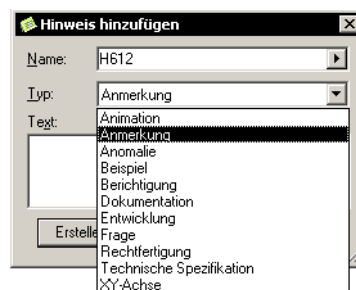 Hinweis hinzufügen
Name: H612
Typ: Anmerkung
Text:
Animation
Anmerkung
Anomalie
Beispiel
Berichtigung
Dokumentation
Entwicklung
Frage
Rechtfertigung
Technische Spezifikation
XY-Achse
Erstelle